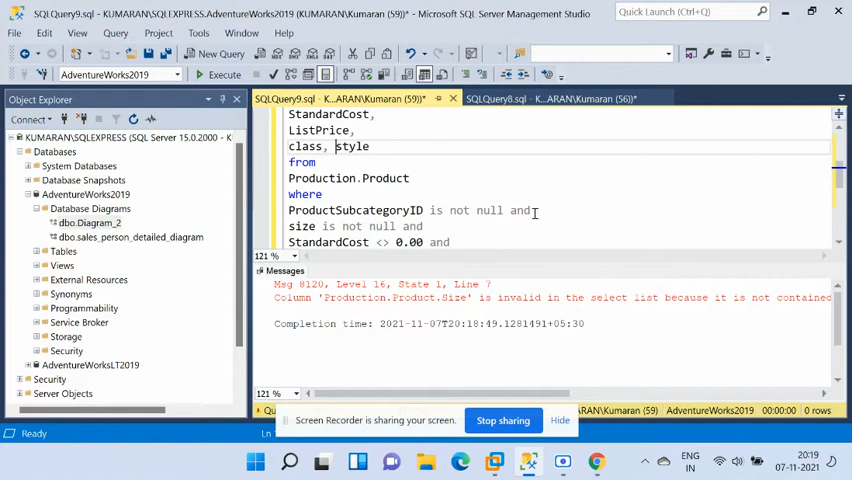 SQLQuery9.sql - KUMARAN\SQLEXPRESS.AdventureWorks2019 (KUMARAN\Kumaran (59))* - Microsoft SQL Server Management Studio
Quick Launch (Ctrl+Q)
File Edit View Query Project Tools Window Help
New Query
AdventureWorks2019
Execute
Object Explorer
Connect
KUMARAN\SQLEXPRESS (SQL Server 15.0.2000 - KUMARAN
Databases
System Databases
Database Snapshots
AdventureWorks2019
Database Diagrams
dbo.Diagram_2
dbo.sales_person_detailed_diagram
Tables
Views
External Resources
Synonyms
Programmability
Service Broker
Storage
Security
AdventureWorksLT2019
Security
Server Objects
SQLQuery9.sql - K...ARAN\Kumaran (59))*
SQLQuery8.sql - K...ARAN\Kumaran (56))*
StandardCost,
ListPrice,
class, style
from
Production.Product
where
ProductSubcategoryID is not null and
size is not null and
StandardCost <> 0.00 and
121 %
Messages
Msg 8120, Level 16, State 1, Line 7
Column 'Production.Product.Size' is invalid in the select list because it is not contained
Completion time: 2021-11-07T20:18:49.1281491+05:30
121 %
ARAN\Kumaran (59) AdventureWorks2019 00:00:00 0 rows
Screen Recorder is sharing your screen. Stop sharing Hide
Ready
Ln
ENG
IN
20:19
07-11-2021